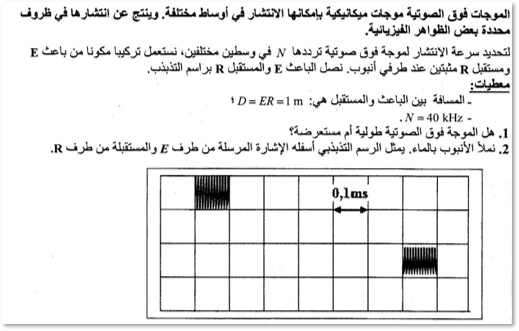 الموجات فوق الصوتية موجات ميكانيكية بإمكانها الانتشار في أوساط مختلفة. وينتج عن انتشارها في ظروف
محددة بعض الظواهر الفيزيائية.
لتحديد سرعة الانتشار لموجة فوق صوتية ترددها N في وسطين مختلفين، نستعمل تركيبا مكونا من باعث E
ومستقبل R مثبتين عند طرفي أنبوب. نصل الباعث E والمستقبل R براسم التذبذب.
معطيات:
- المسافة بين الباعث والمستقبل هي: D = ER = 1 m ؛
- N = 40 kHz .
1. هل الموجة فوق الصوتية طولية أم مستعرضة؟
2. نملأ الأنبوب بالماء. يمثل الرسم التذبذبي أسفله الإشارة المرسلة من طرف E والمستقبلة من طرف R.
0,1ms